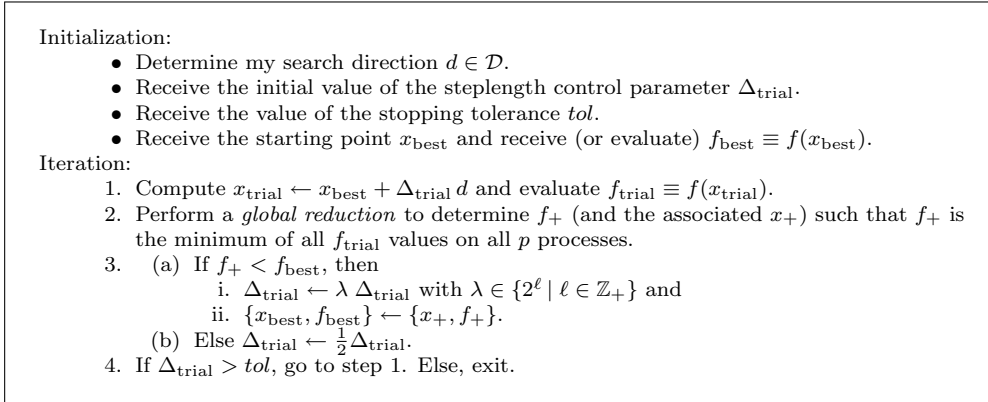 Initialization:
• Determine my search direction d ∈ 𝒟.
• Receive the initial value of the steplength control parameter Δ_trial.
• Receive the value of the stopping tolerance tol.
• Receive the starting point x_best and receive (or evaluate) f_best ≡ f(x_best).
Iteration:
1. Compute x_trial ← x_best + Δ_trial d and evaluate f_trial ≡ f(x_trial).
2. Perform a global reduction to determine f_+ (and the associated x_+) such that f_+ is
the minimum of all f_trial values on all p processes.
3. (a) If f_+ < f_best, then
i. Δ_trial ← λ Δ_trial with λ ∈ {2^ℓ | ℓ ∈ ℤ_+} and
ii. {x_best, f_best} ← {x_+, f_+}.
(b) Else Δ_trial ← ½Δ_trial.
4. If Δ_trial > tol, go to step 1. Else, exit.